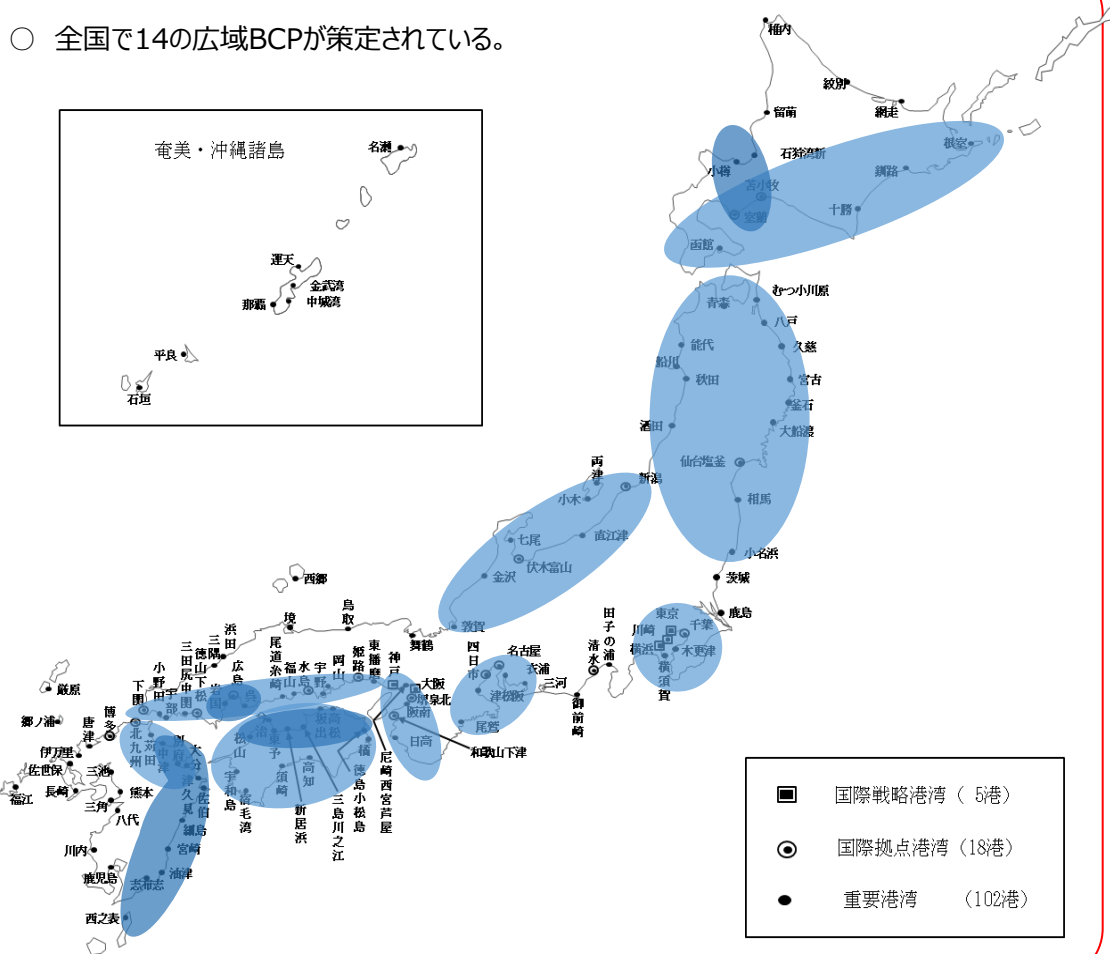 ○ 全国で14の広域BCPが策定されている。
奄美・沖縄諸島
名瀬
運天
金武湾
那覇
中城湾
平良
石垣
稚内
紋別
網走
留萌
石狩湾新
小樽
根室
釧路
苫小牧
室蘭
十勝
函館
青森
むつ小川原
八戸
能代
久慈
船川
秋田
宮古
釜石
酒田
大船渡
仙台塩釜
相馬
小名浜
両津
新潟
小木
直江津
七尾
伏木富山
金沢
敦賀
茨城
鹿島
東京
千葉
川崎
横浜
木更津
横須賀
田子の浦
清水
御前崎
三河
衣浦
名古屋
四日市
津松阪
尾鷲
西郷
鳥取
境
舞鶴
浜田
三隅
徳山下松
三田尻中関
小野田
宇部
下関
岩国
広島
呉
尾道糸崎
福山
水島
宇野
岡山
姫路
東播磨
神戸
大阪
堺泉北
阪南
日高
和歌山下津
尼崎西宮芦屋
橘
徳島小松島
高松
坂出
三島川之江
新居浜
高知
東予
今治
松山
須崎
宿毛湾
宇和島
厳原
郷ノ浦
唐津
博多
伊万里
佐世保
長崎
福江
三池
三角
熊本
八代
川内
鹿児島
西之表
志布志
油津
宮崎
細島
佐伯
津久見
大分
別府
中津
苅田
北九州
国際戦略港湾（ 5港）
国際拠点港湾（18港）
重要港湾 （102港）